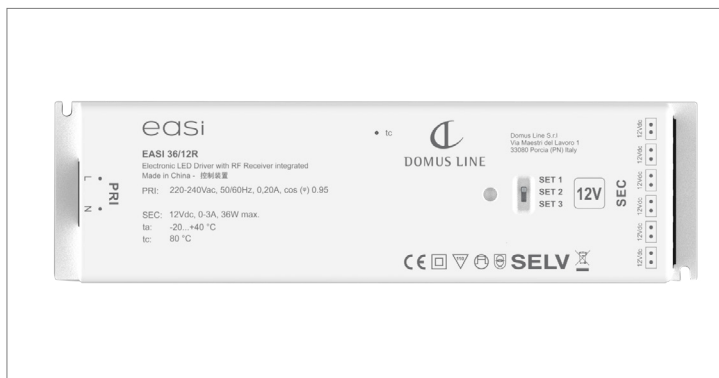 easi
EASI 36/12R
Electronic LED Driver with RF Receiver integrated
Made in China - 控制装置
PRI: 220-240Vac, 50/60Hz, 0,20A, cos (φ) 0.95
SEC: 12Vdc, 0-3A, 36W max.
ta: -20...+40 °C
tc: 80 °C
L
N
PRI
tc
DOMUS LINE
Domus Line S.r.l
Via Maestri del Lavoro 1
33080 Porcia (PN) Italy
SET 1
SET 2
SET 3
12V
SEC
12Vdc
12Vdc
12Vdc
12Vdc
12Vdc
12Vdc
CE
110
SELV